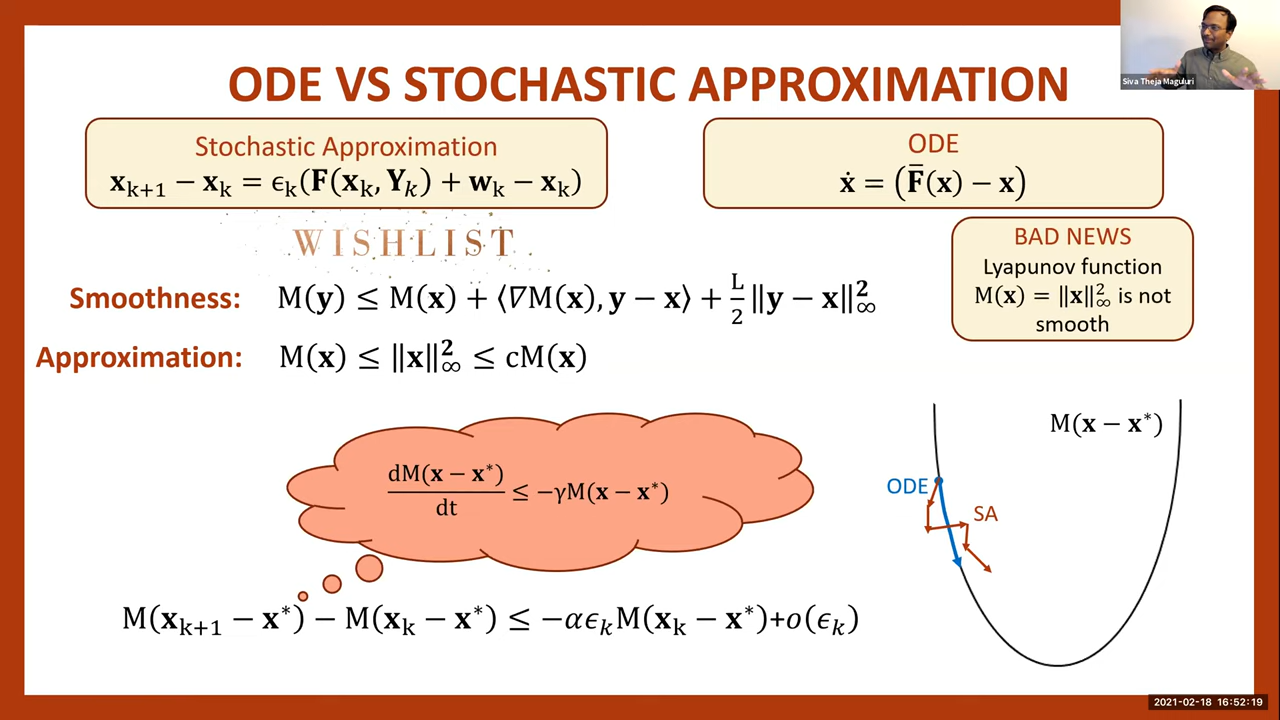 Siva Theja Maguluri
ODE VS STOCHASTIC APPROXIMATION
Stochastic Approximation
x_{k+1} − x_k = ϵ_k(F(x_k, Y_k) + w_k − x_k)
ODE
ẋ = (F̄(x) − x)
WISHLIST
BAD NEWS
Lyapunov function
M(x) = ‖x‖²_∞ is not
smooth
Smoothness: M(y) ≤ M(x) + ⟨∇M(x), y − x⟩ + L/2 ‖y − x‖²_∞
Approximation: M(x) ≤ ‖x‖²_∞ ≤ cM(x)
M(x − x*)
dM(x − x*)/dt ≤ −γM(x − x*)
ODE
SA
M(x_{k+1} − x*) − M(x_k − x*) ≤ −αϵ_kM(x_k − x*)+o(ϵ_k)
2021-02-18 16:52:19